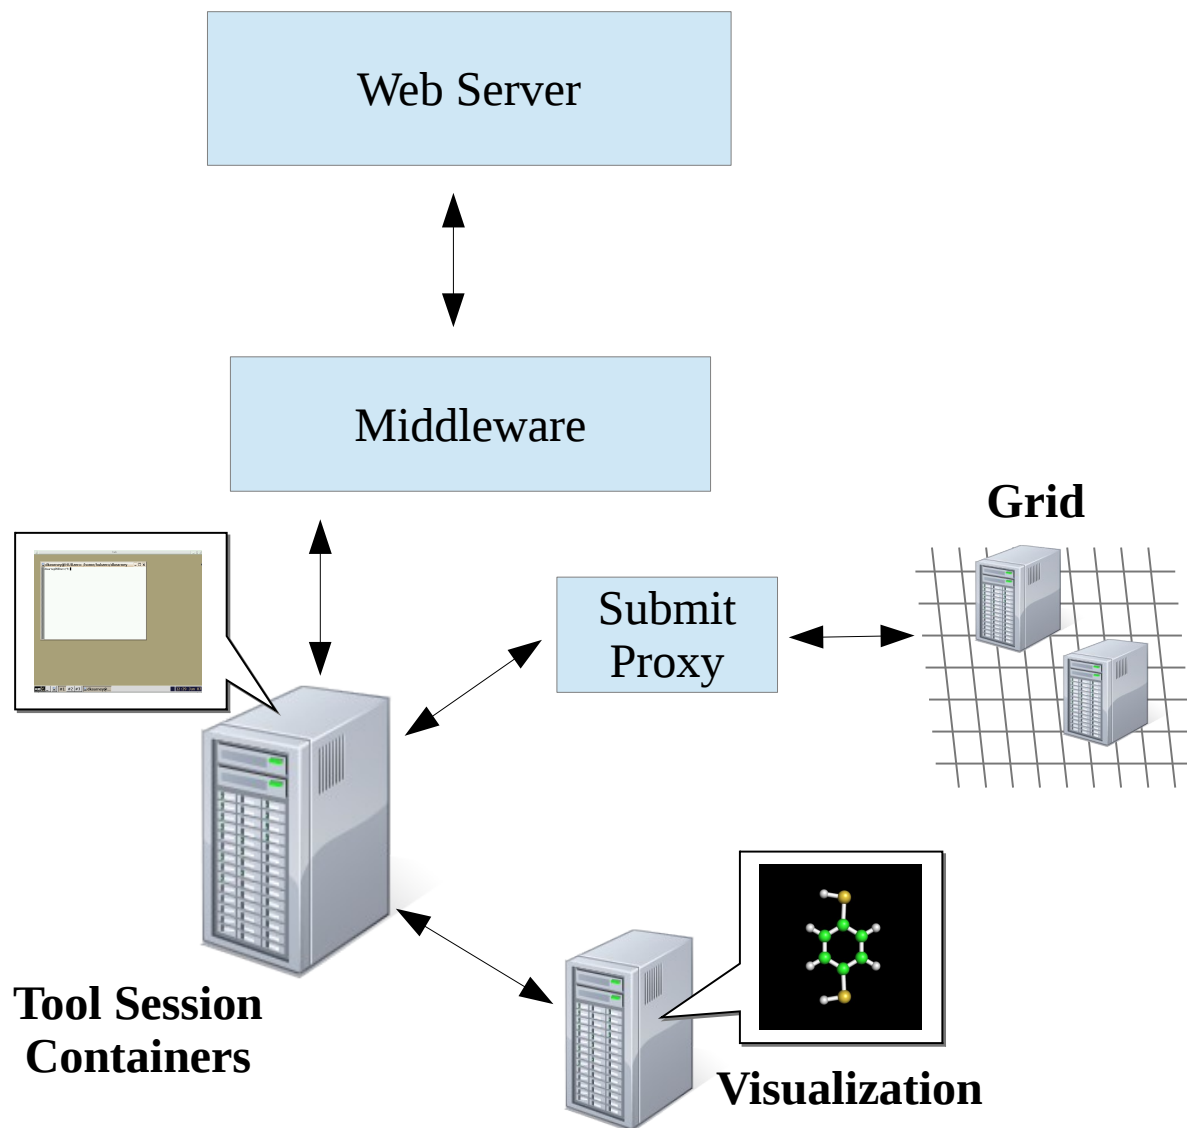 Web Server
Middleware
Grid
Submit
Proxy
Tool Session
Containers
Visualization